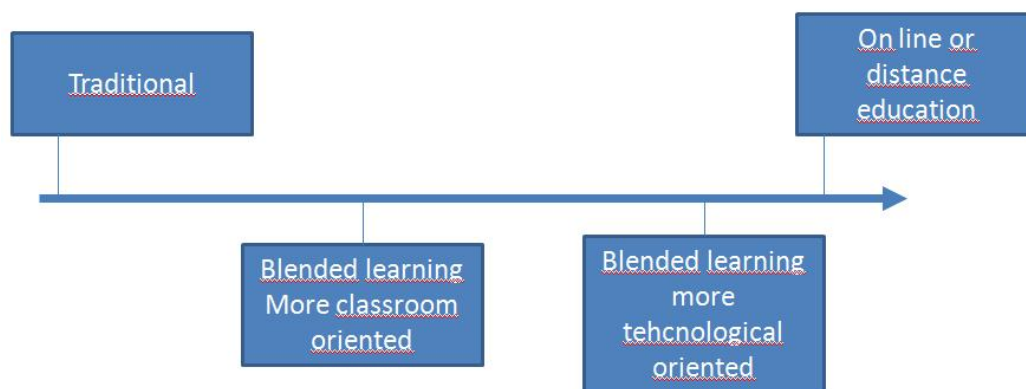 Traditional
On line or
distance
education
Blended learning
More classroom
oriented
Blended learning
more
tehcnological
oriented